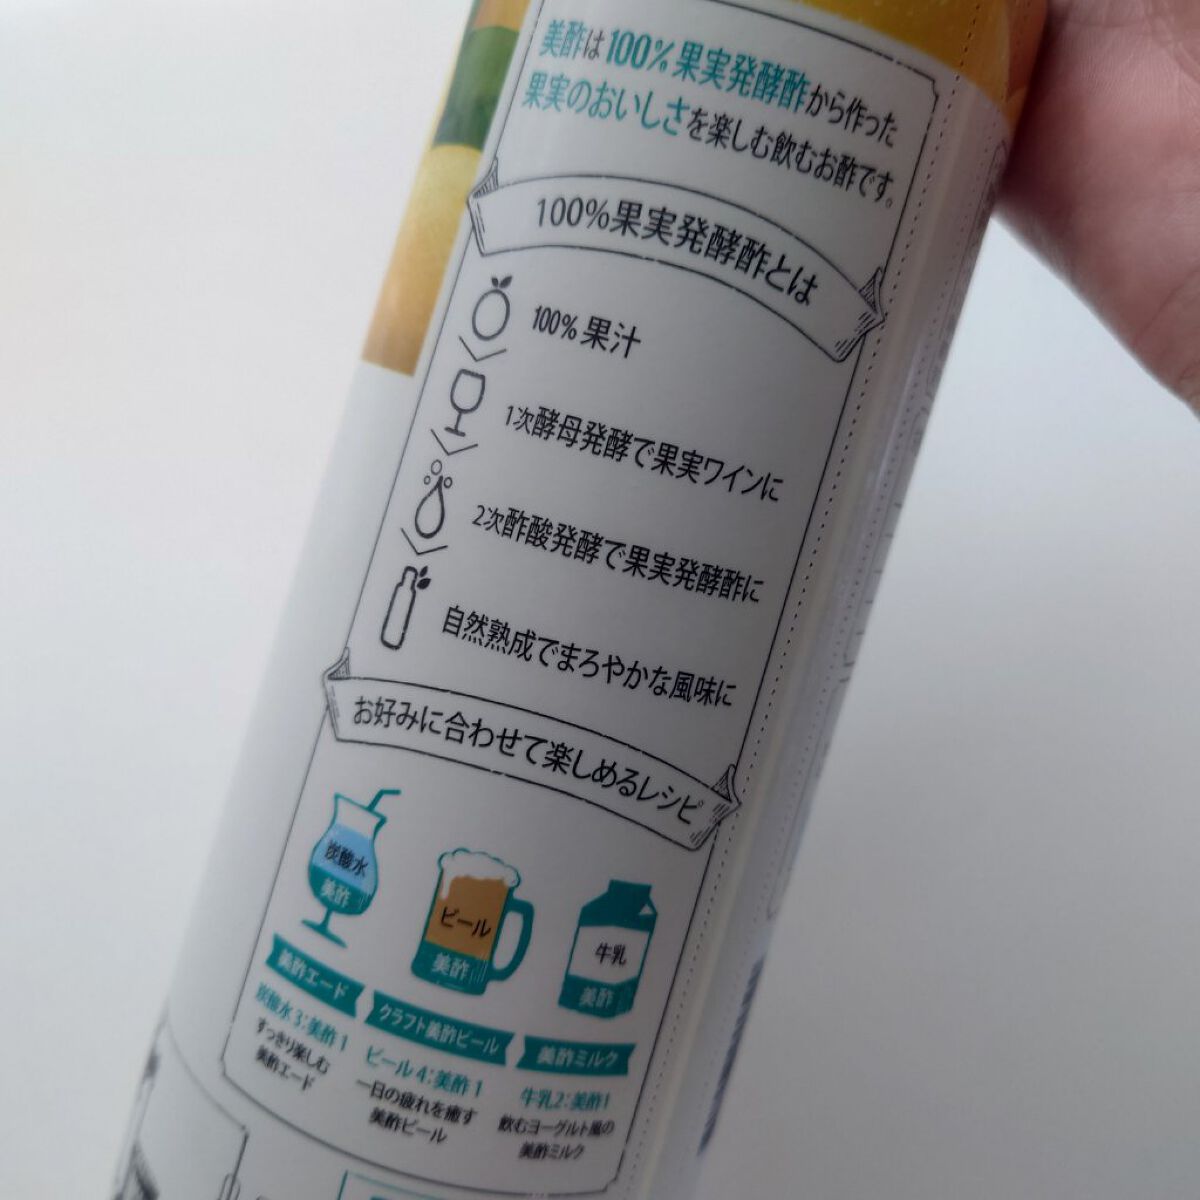 美酢は100%果実発酵酢から作った
果実のおいしさを楽しむ飲むお酢です。
100%果実発酵酢とは
100%果汁
1次酵母発酵で果実ワインに
2次酢酸発酵で果実発酵酢に
自然熟成でまろやかな風味に
お好みに合わせて楽しめるレシピ
炭酸水
美酢
美酢エード
炭酸水3:美酢1
すっきり楽しむ
美酢エード
ビール
美酢
クラフト美酢ビール
ビール4:美酢1
一日の疲れを癒す
美酢ビール
牛乳
美酢
美酢ミルク
牛乳2:美酢1
飲むヨーグルト風の
美酢ミルク